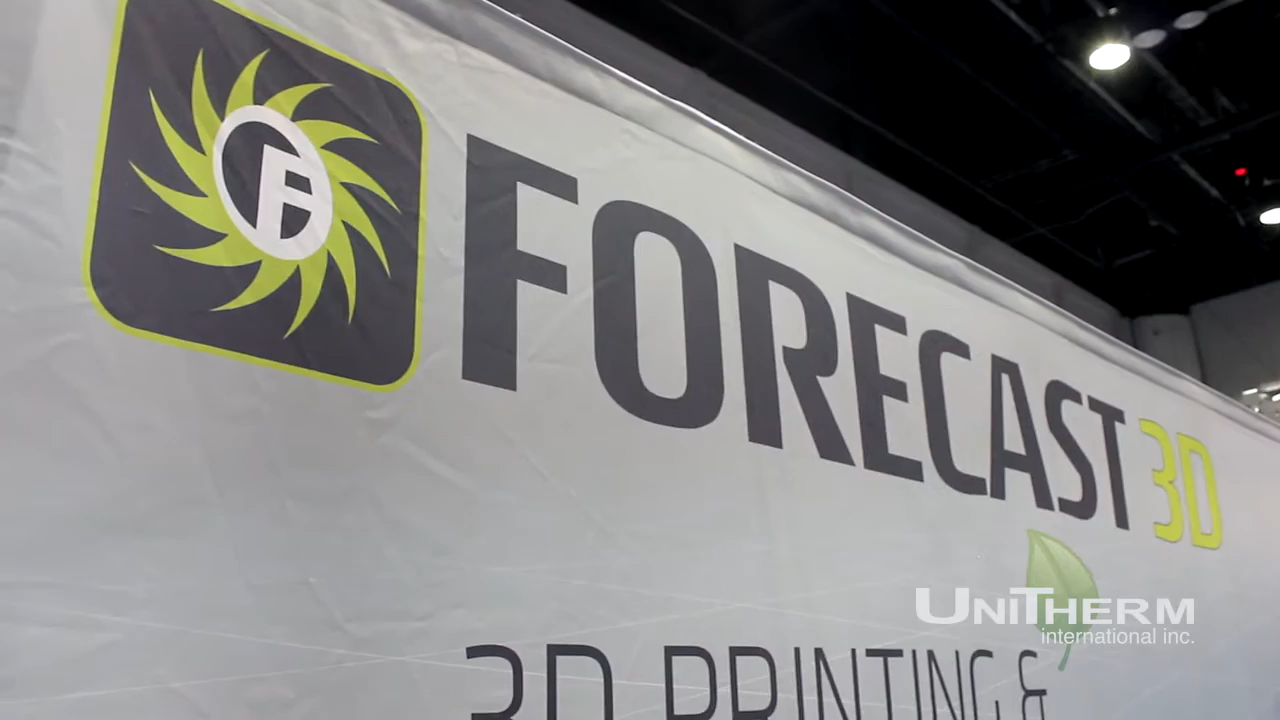 F
FORECAST 3D
UNITHERM
international inc.
3D PRINTING &